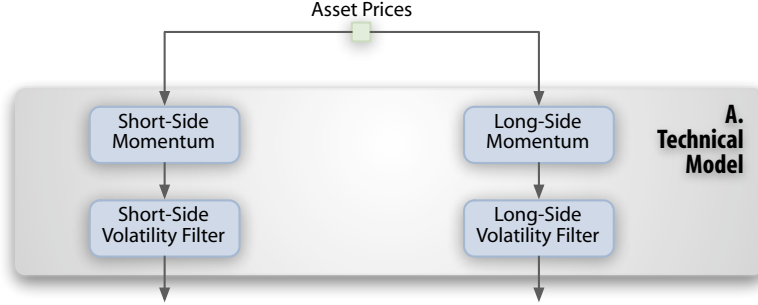 Asset Prices
Short-Side
Momentum
Long-Side
Momentum
A.
Technical
Model
Short-Side
Volatility Filter
Long-Side
Volatility Filter